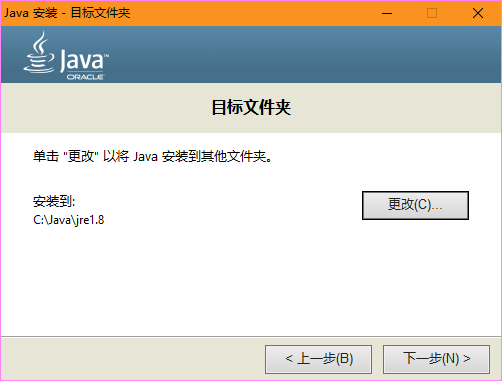 Java 安装 - 目标文件夹
Java™
ORACLE
目标文件夹
单击 "更改" 以将 Java 安装到其他文件夹。
安装到:
C:\Java\jre1.8
更改(C)...
< 上一步(B)
下一步(N) >